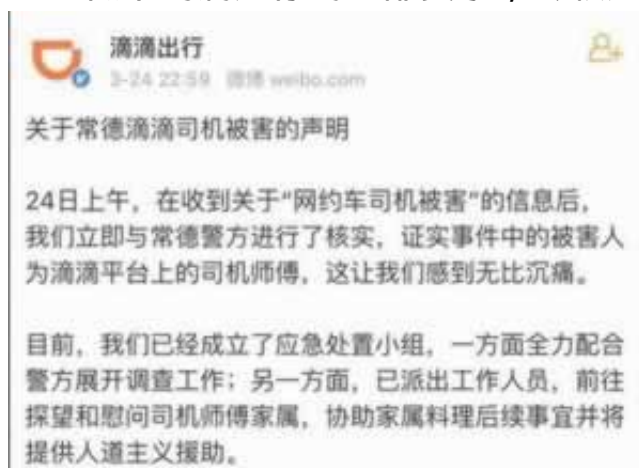 滴滴出行
3-24 22:59 微博 weibo.com
关于常德滴滴司机被害的声明
24日上午，在收到关于“网约车司机被害”的信息后，
我们立即与常德警方进行了核实，证实事件中的被害人
为滴滴平台上的司机师傅，这让我们感到无比沉痛。
目前，我们已经成立了应急处置小组，一方面全力配合
警方展开调查工作；另一方面，已派出工作人员，前往
探望和慰问司机师傅家属，协助家属料理后续事宜并将
提供人道主义援助。